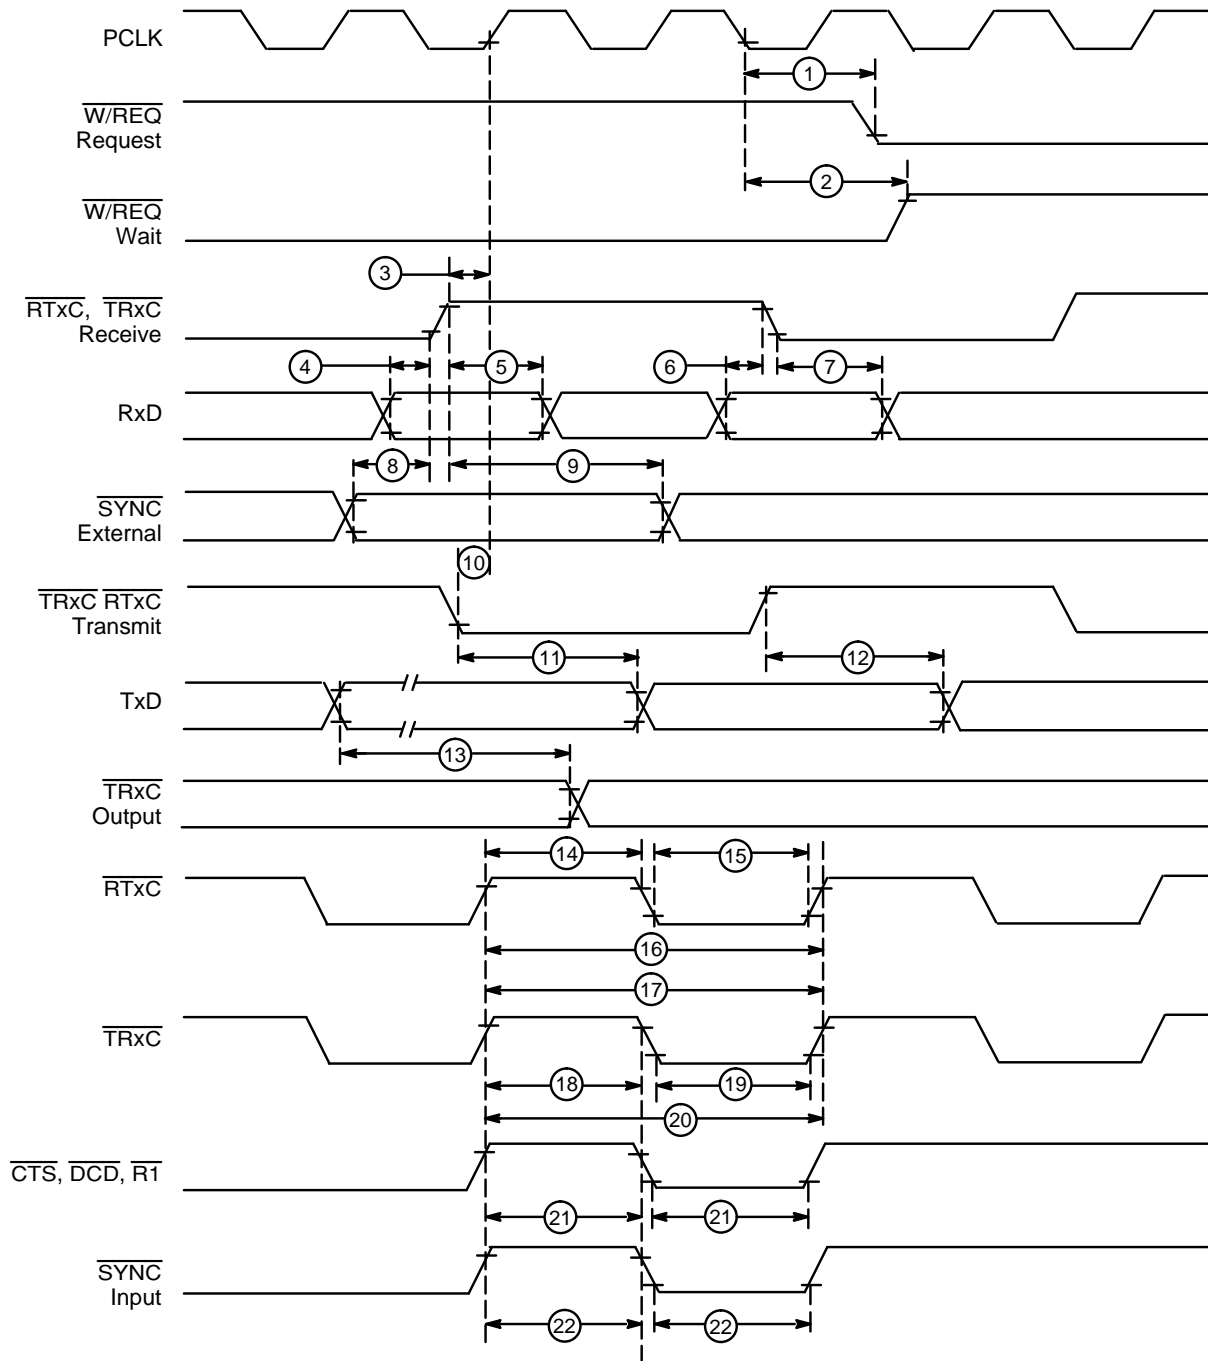 PCLK
1
W/REQ
Request
2
W/REQ
Wait
3
RTxC, TRxC
Receive
4
5
6
7
RxD
8
9
SYNC
External
10
TRxC RTxC
Transmit
11
12
TxD
13
TRxC
Output
14
15
RTxC
16
17
TRxC
18
19
20
CTS, DCD, R1
21
21
SYNC
Input
22
22